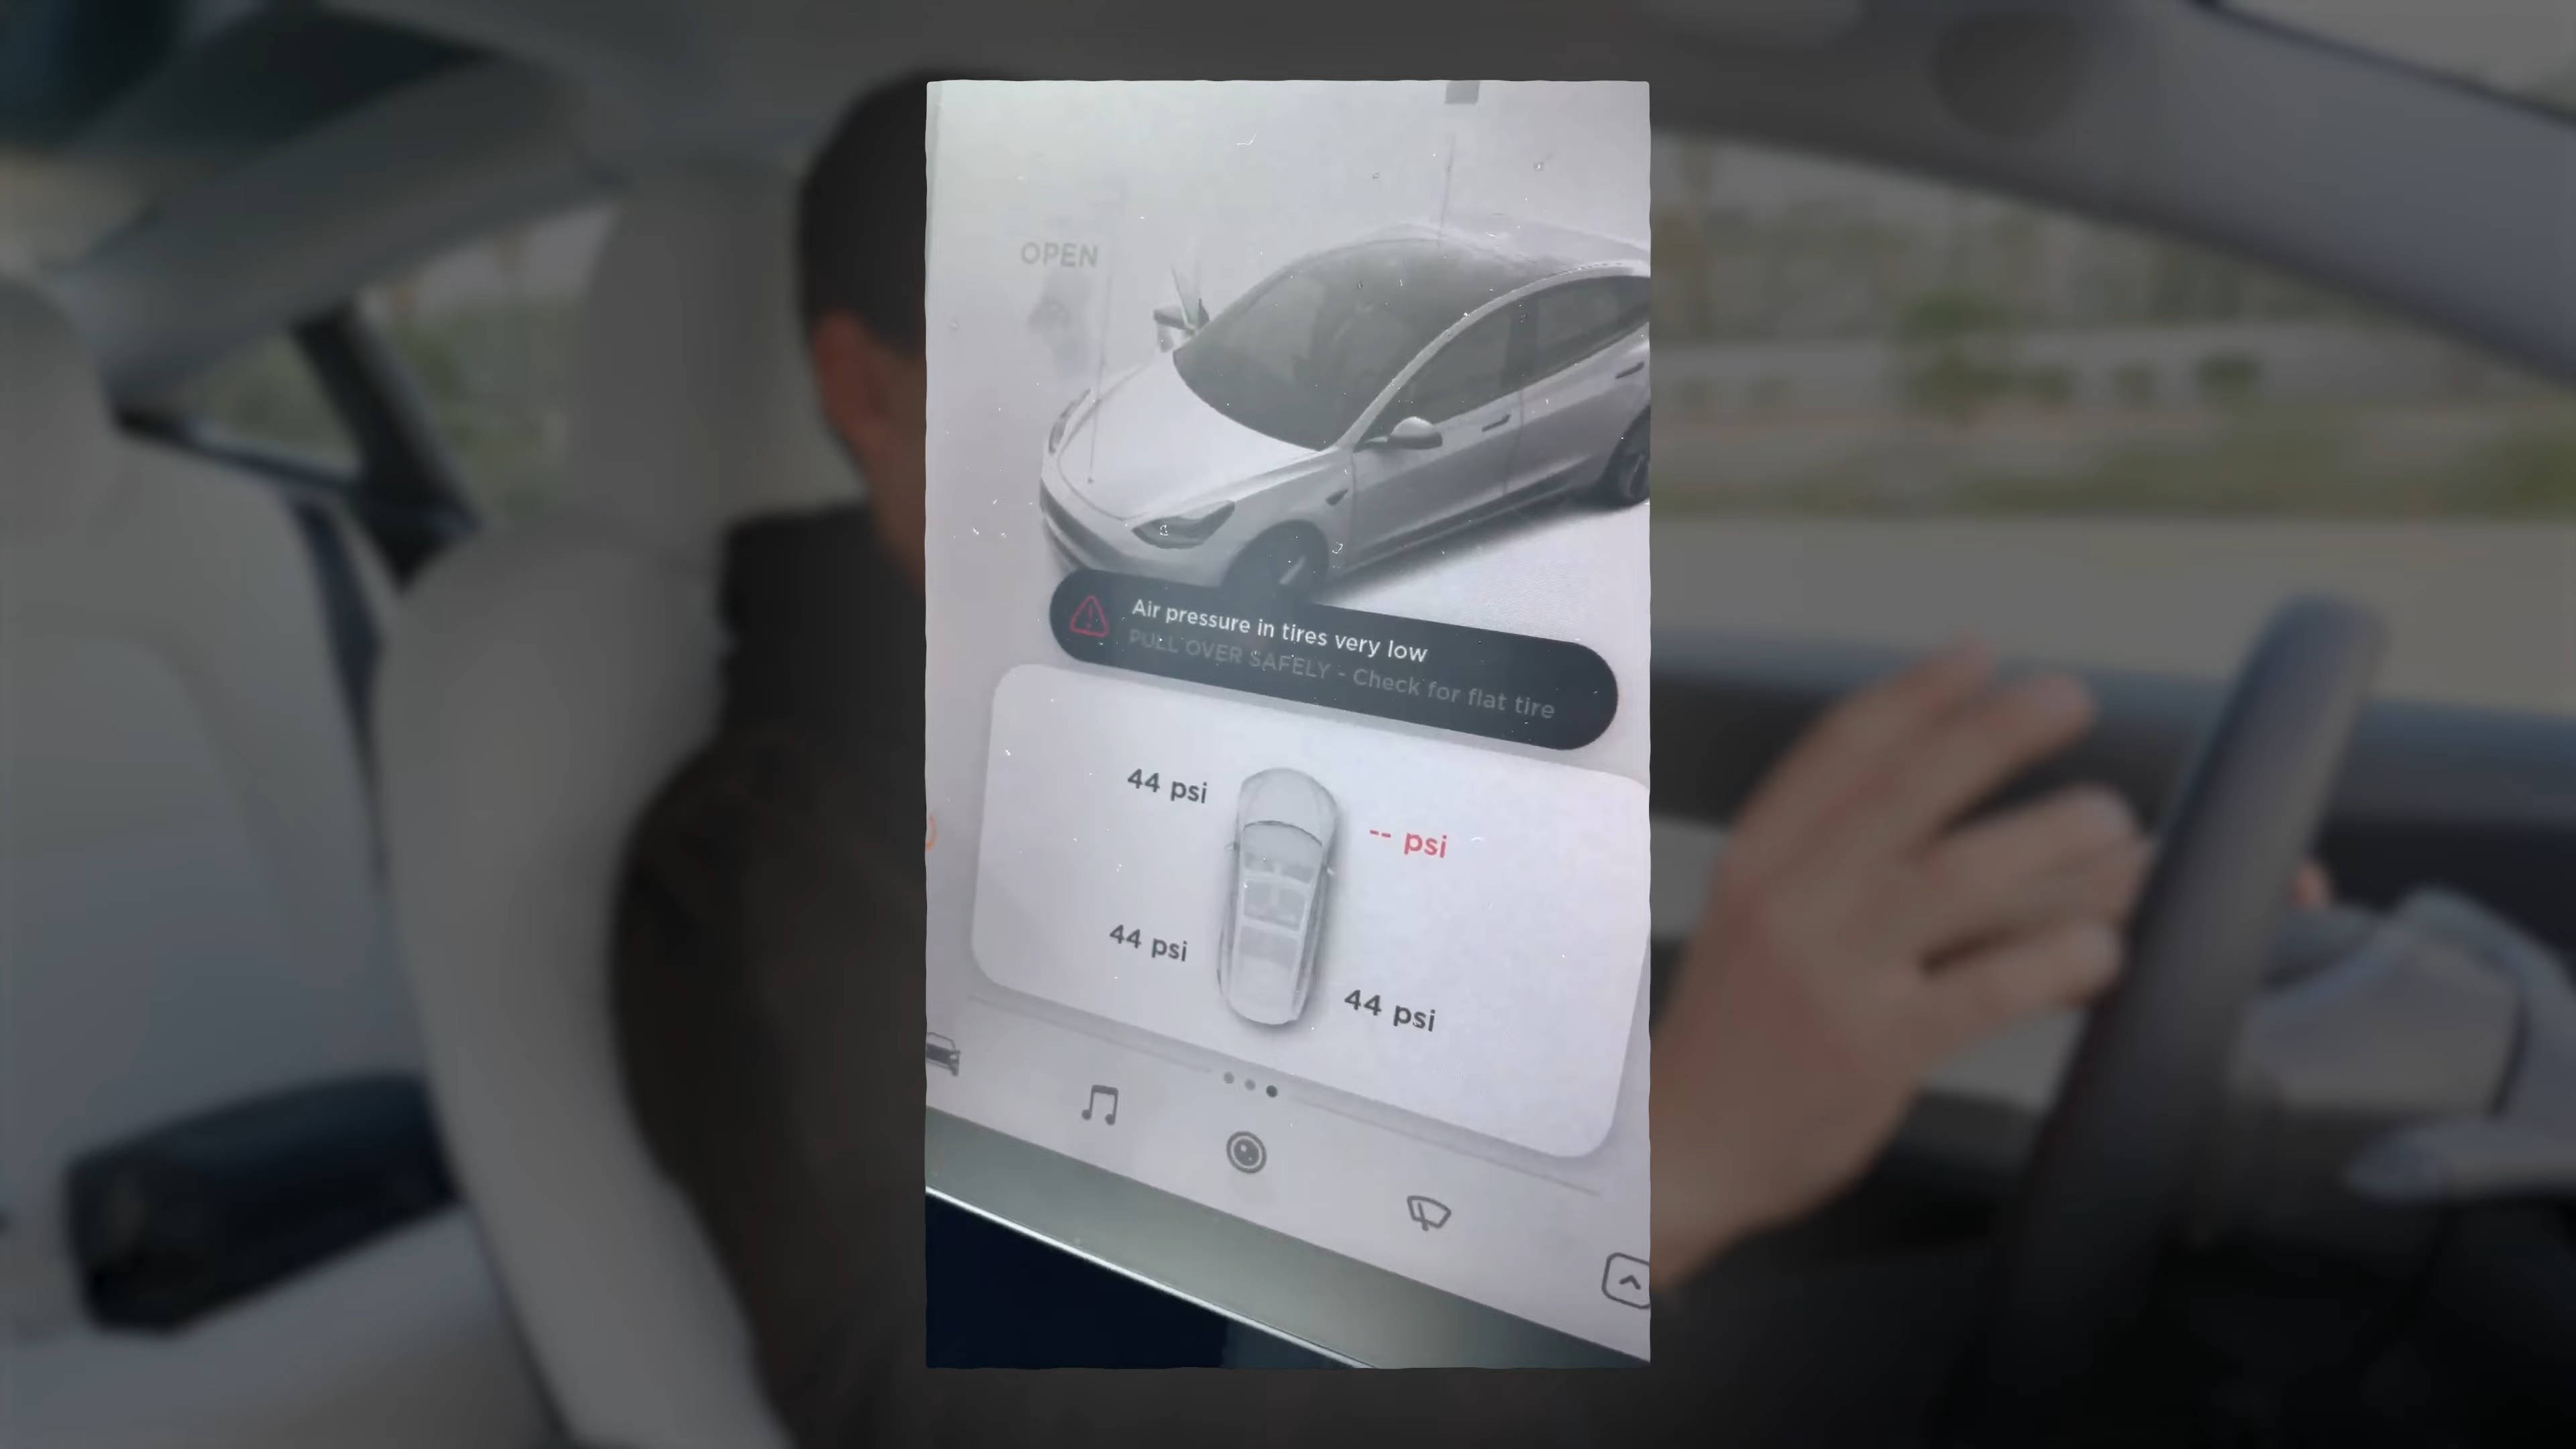 OPEN
Air pressure in tires very low
PULL OVER SAFELY - Check for flat tire
44 psi
-- psi
44 psi
44 psi